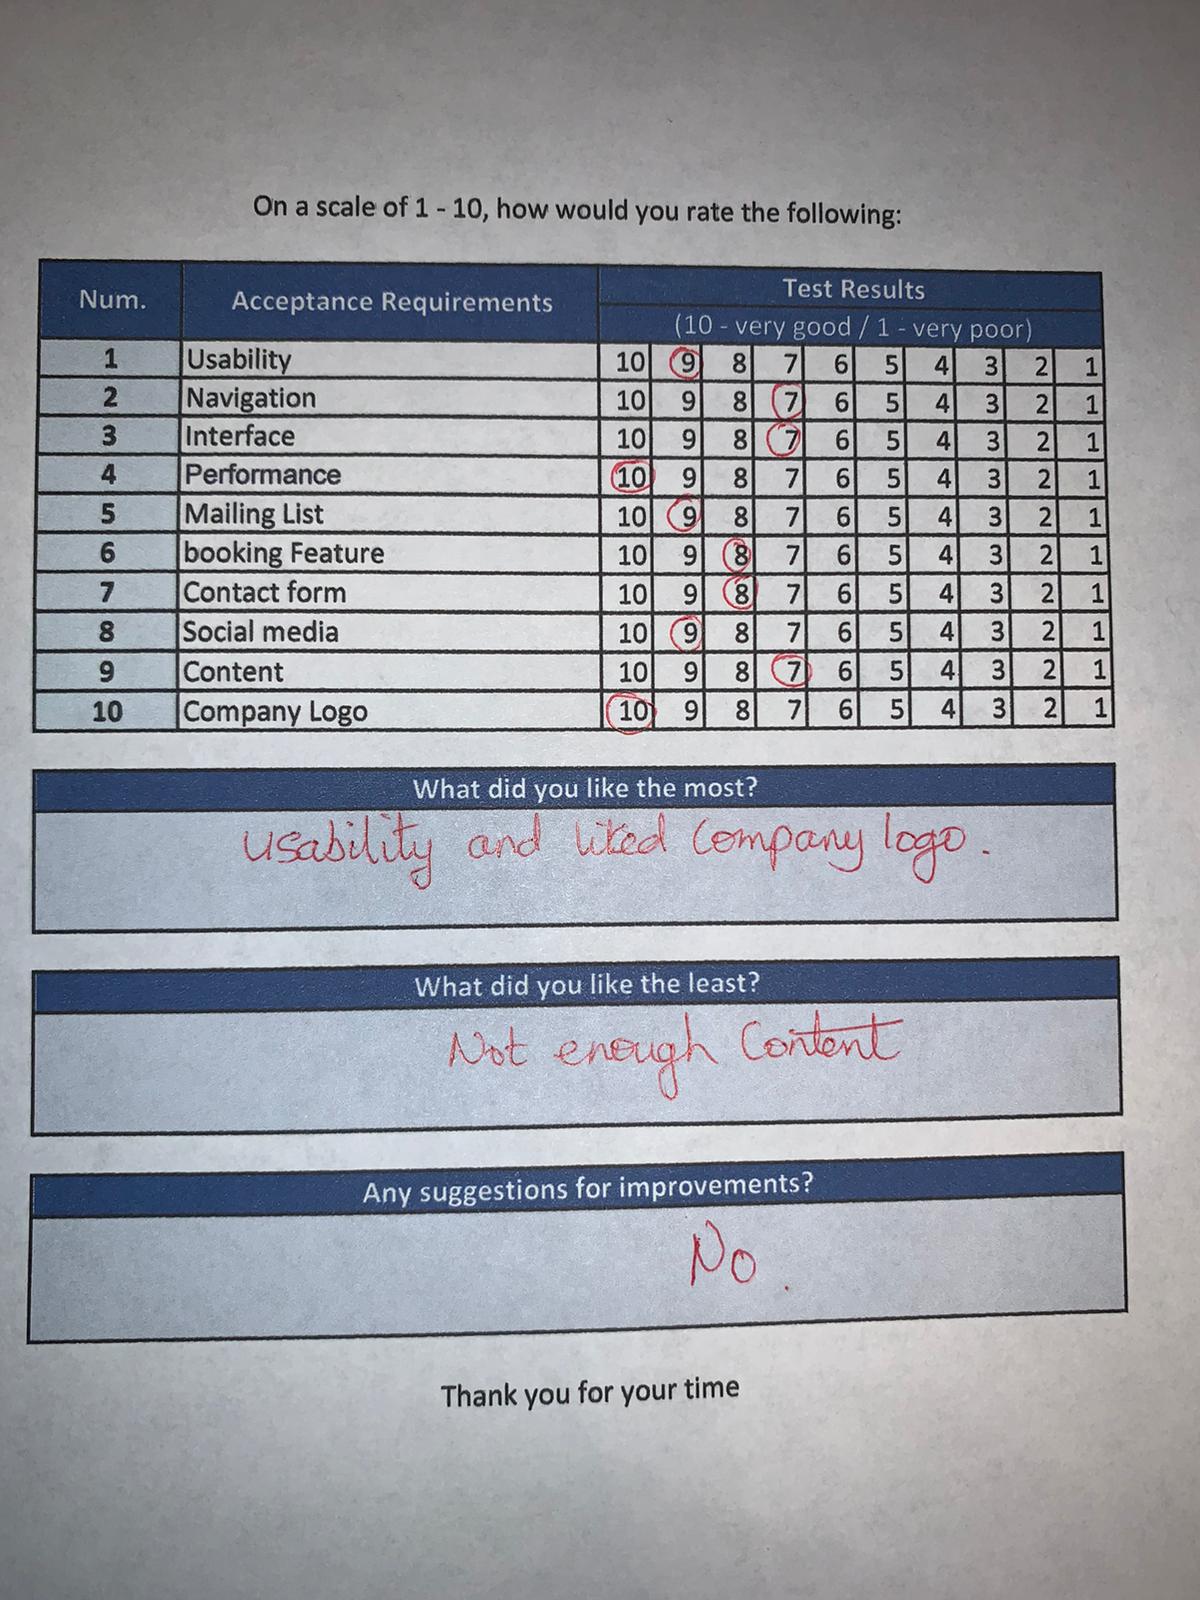 On a scale of 1 - 10, how would you rate the following:
Num. Acceptance Requirements Test Results
(10 - very good / 1 - very poor)
1 Usability 10 9 8 7 6 5 4 3 2 1
2 Navigation 10 9 8 7 6 5 4 3 2 1
3 Interface 10 9 8 7 6 5 4 3 2 1
4 Performance 10 9 8 7 6 5 4 3 2 1
5 Mailing List 10 9 8 7 6 5 4 3 2 1
6 booking Feature 10 9 8 7 6 5 4 3 2 1
7 Contact form 10 9 8 7 6 5 4 3 2 1
8 Social media 10 9 8 7 6 5 4 3 2 1
9 Content 10 9 8 7 6 5 4 3 2 1
10 Company Logo 10 9 8 7 6 5 4 3 2 1
What did you like the most?
Usability and liked Company logo.
What did you like the least?
Not enough Content
Any suggestions for improvements?
No.
Thank you for your time